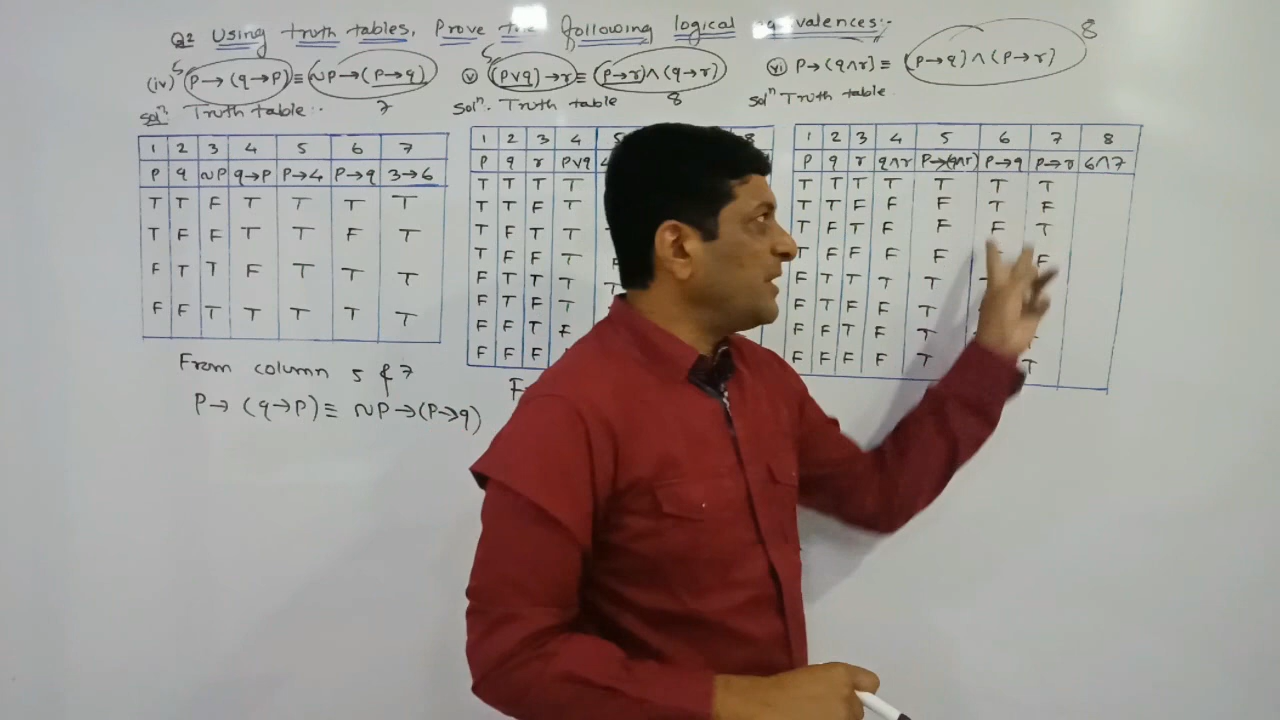 Q2 Using truth tables, Prove the following logical equivalences:-
(iv) P→(q→P) ≡ ~P→(P→q)
5
7
Solⁿ: Truth table:-
1 2 3 4 5 6 7
P q ~P q→P P→4 P→q 3→6
T T F T T T T
T F F T T F T
F T T F T T T
F F T T T T T
From column 5 & 7
P→(q→P) ≡ ~P→(P→q)
(v) (P∨q)→r ≡ (P→r)∧(q→r)
5
8
Solⁿ. Truth table
1 2 3 4 8
P q r P∨q
T T T T
T T F T
T F T T
T F F T F
F T T T T
F T F T
F F T F
F F F
F
(vi) P→(q∧r) ≡ (P→q)∧(P→r)
8
Solⁿ Truth table
1 2 3 4 5 6 7 8
P q r q∧r P→(q∧r) P→q P→r 6∧7
T T T T T T T
T T F F F T F
T F T F F F T
T F F F F F
F T T T T
F T F F T
F F T F T
F F F F T T